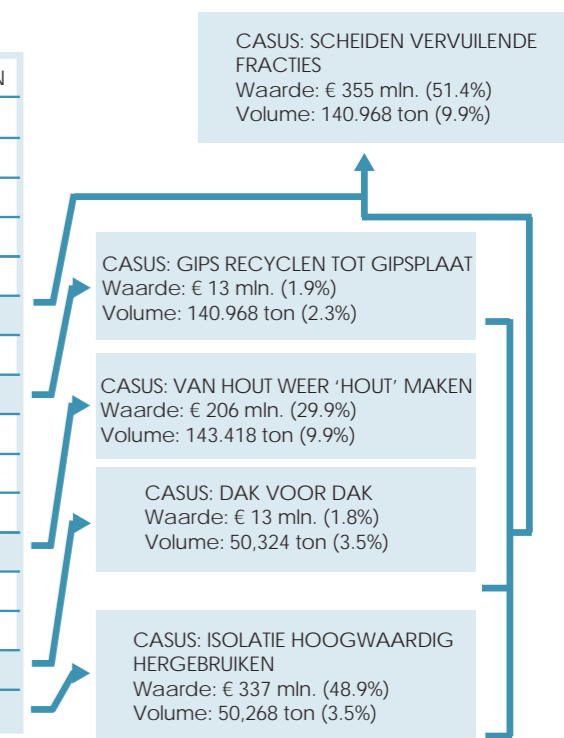 N
CASUS: SCHEIDEN VERVUILENDE
FRACTIES
Waarde: € 355 mln. (51.4%)
Volume: 140.968 ton (9.9%)
CASUS: GIPS RECYCLEN TOT GIPSPLAAT
Waarde: € 13 mln. (1.9%)
Volume: 140.968 ton (2.3%)
CASUS: VAN HOUT WEER ‘HOUT’ MAKEN
Waarde: € 206 mln. (29.9%)
Volume: 143.418 ton (9.9%)
CASUS: DAK VOOR DAK
Waarde: € 13 mln. (1.8%)
Volume: 50,324 ton (3.5%)
CASUS: ISOLATIE HOOGWAARDIG
HERGEBRUIKEN
Waarde: € 337 mln. (48.9%)
Volume: 50,268 ton (3.5%)